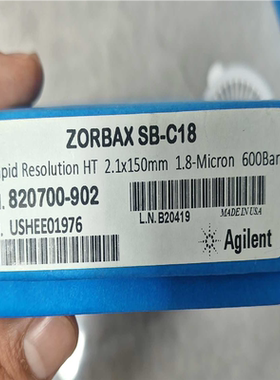 ZORBAX SB-C18
pid Resolution HT 2.1x150mm 1.8-Micron 600Bar
. 820700-902
. USHEE01976
L.N. B20419
MADE IN USA
Agilent